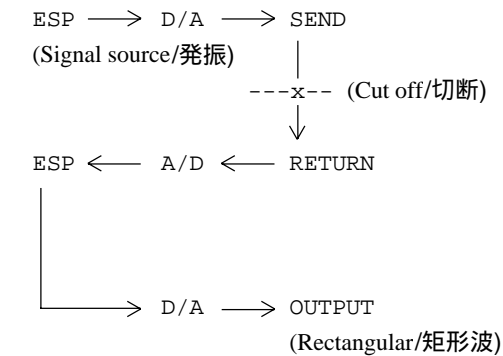 ESP D/A SEND
(Signal source/発振)
---x-- (Cut off/切断)
ESP A/D RETURN
D/A OUTPUT
(Rectangular/矩形波)